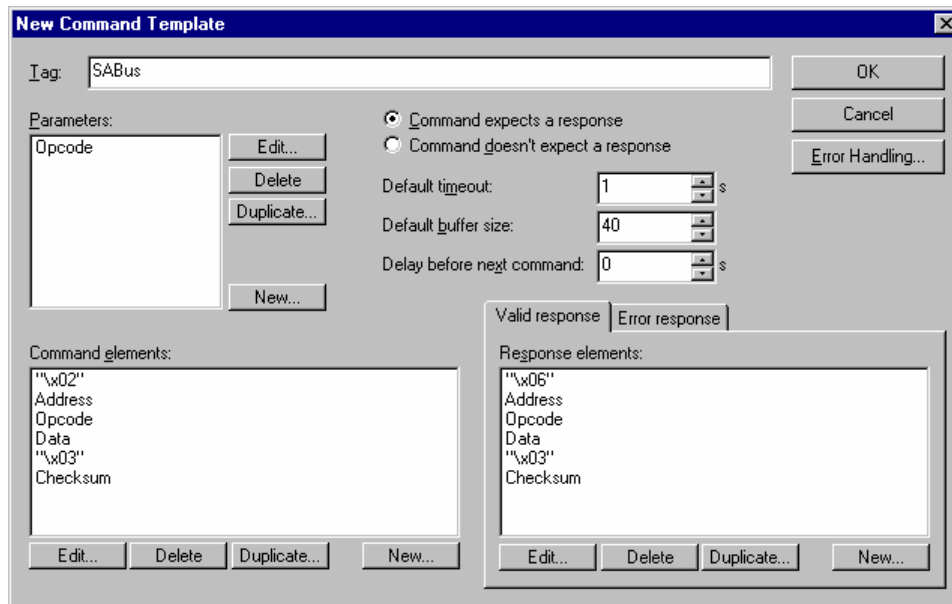 New Command Template
Tag: SABus OK
Parameters: Command expects a response Cancel
Opcode Edit... Command doesn't expect a response Error Handling...
Delete Default timeout: 1 s
Duplicate... Default buffer size: 40
Delay before next command: 0 s
New...
Valid response Error response
Command elements: Response elements:
"\x02" "\x06"
Address Address
Opcode Opcode
Data Data
"\x03" "\x03"
Checksum Checksum
Edit... Delete Duplicate... New... Edit... Delete Duplicate... New...